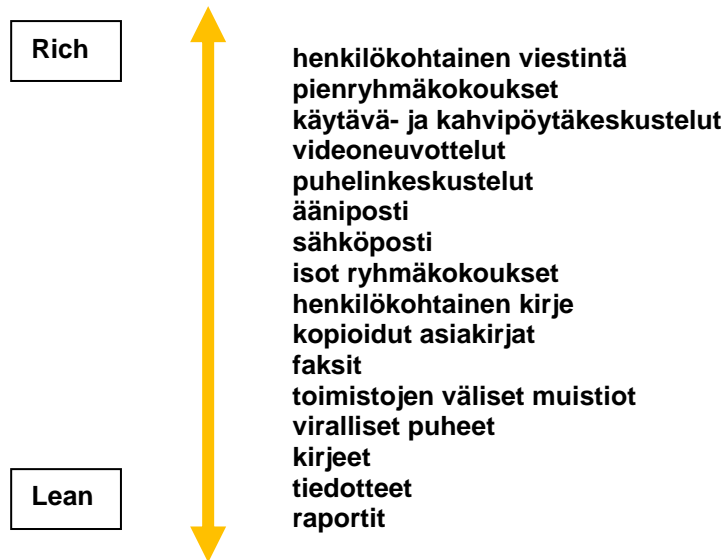 Rich
henkilökohtainen viestintä
pienryhmäkokoukset
käytävä- ja kahvipöytäkeskustelut
videoneuvottelut
puhelinkeskustelut
ääniposti
sähköposti
isot ryhmäkokoukset
henkilökohtainen kirje
kopioidut asiakirjat
faksit
toimistojen väliset muistiot
viralliset puheet
kirjeet
tiedotteet
raportit
Lean